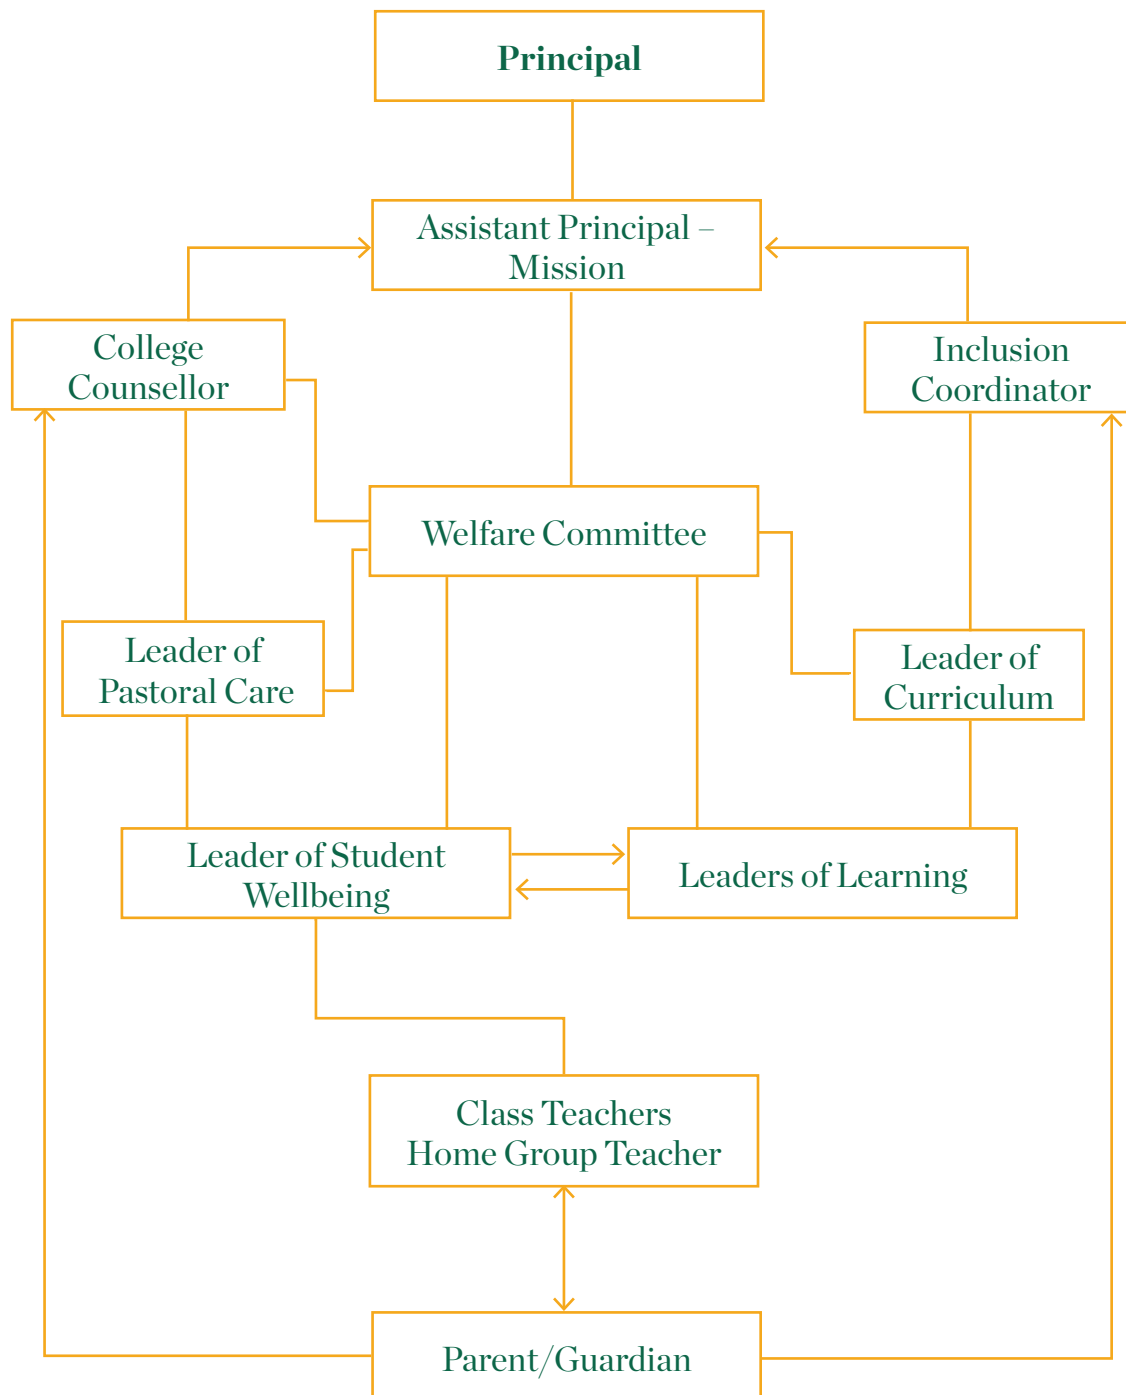 Principal
Assistant Principal –
Mission
College
Counsellor
Inclusion
Coordinator
Welfare Committee
Leader of
Pastoral Care
Leader of
Curriculum
Leader of Student
Wellbeing
Leaders of Learning
Class Teachers
Home Group Teacher
Parent/Guardian